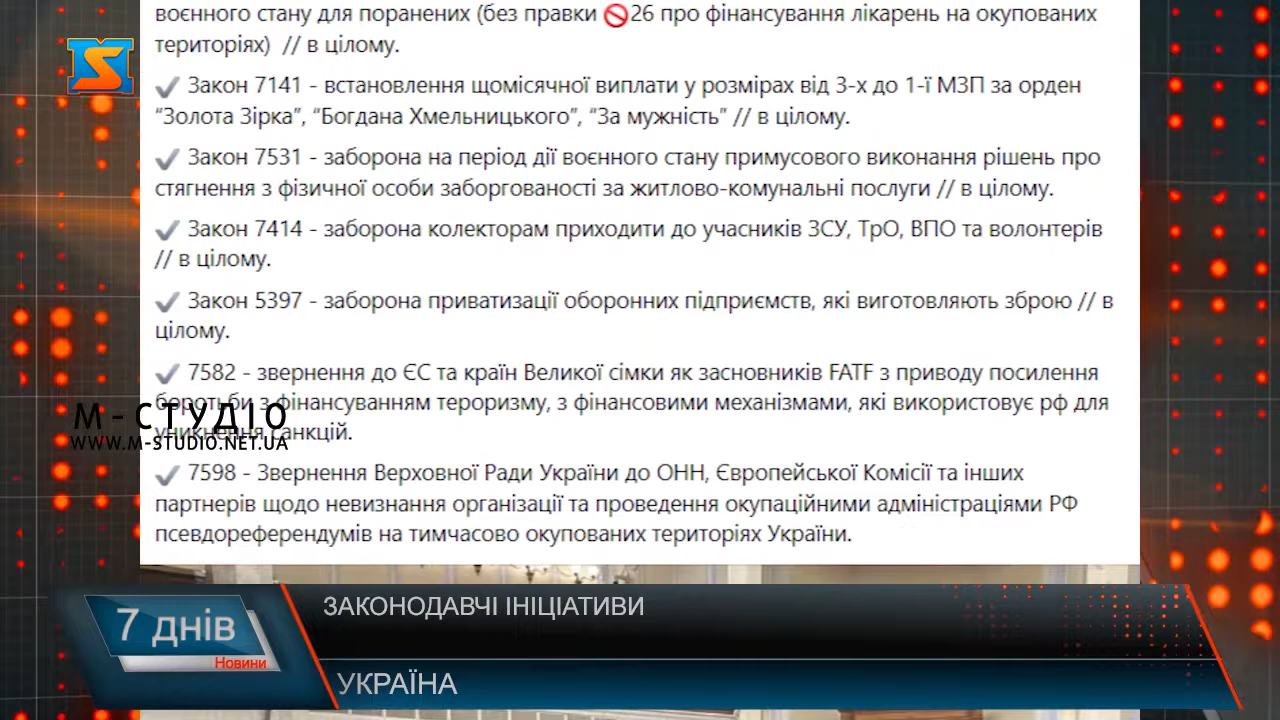 воєнного стану для поранених (без правки 🚫26 про фінансування лікарень на окупованих
територіях) // в цілому.
✔ Закон 7141 - встановлення щомісячної виплати у розмірах від 3-х до 1-ї МЗП за орден
“Золота Зірка”, “Богдана Хмельницького”, “За мужність” // в цілому.
✔ Закон 7531 - заборона на період дії воєнного стану примусового виконання рішень про
стягнення з фізичної особи заборгованості за житлово-комунальні послуги // в цілому.
✔ Закон 7414 - заборона колекторам приходити до учасників ЗСУ, ТрО, ВПО та волонтерів
// в цілому.
✔ Закон 5397 - заборона приватизації оборонних підприємств, які виготовляють зброю // в
цілому.
✔ 7582 - звернення до ЄС та країн Великої сімки як засновників FATF з приводу посилення
боротьби з фінансуванням тероризму, з фінансовими механізмами, які використовує рф для
уникнення санкцій.
М-СТУДІО
WWW.M-STUDIO.NET.UA
✔ 7598 - Звернення Верховної Ради України до ОНН, Європейської Комісії та інших
партнерів щодо невизнання організації та проведення окупаційними адміністраціями РФ
псевдореферендумів на тимчасово окупованих територіях України.
ЗАКОНОДАВЧІ ІНІЦІАТИВИ
7 днів
Новини
УКРАЇНА